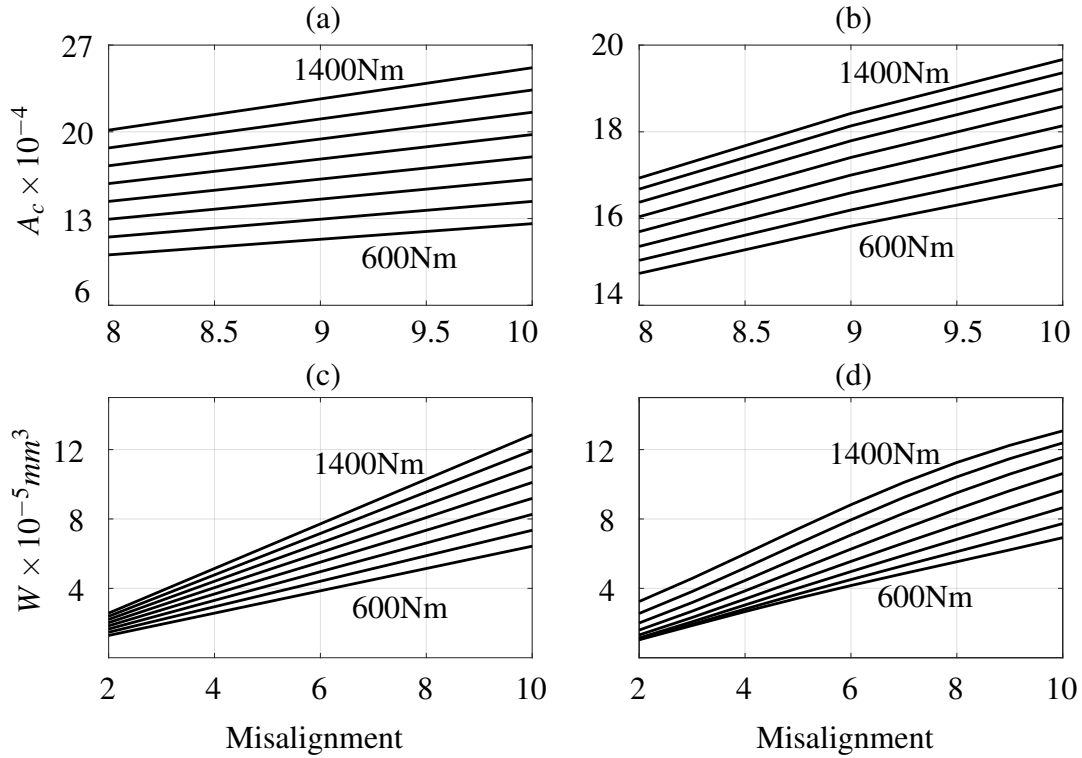 (a)
(b)
27
20
13
6
A_c × 10^{-4}
1400Nm
600Nm
8 8.5 9 9.5 10
20
18
16
14
1400Nm
600Nm
8 8.5 9 9.5 10
(c)
(d)
12
8
4
W × 10^{-5}mm^3
1400Nm
600Nm
2 4 6 8 10
Misalignment
12
8
4
1400Nm
600Nm
2 4 6 8 10
Misalignment